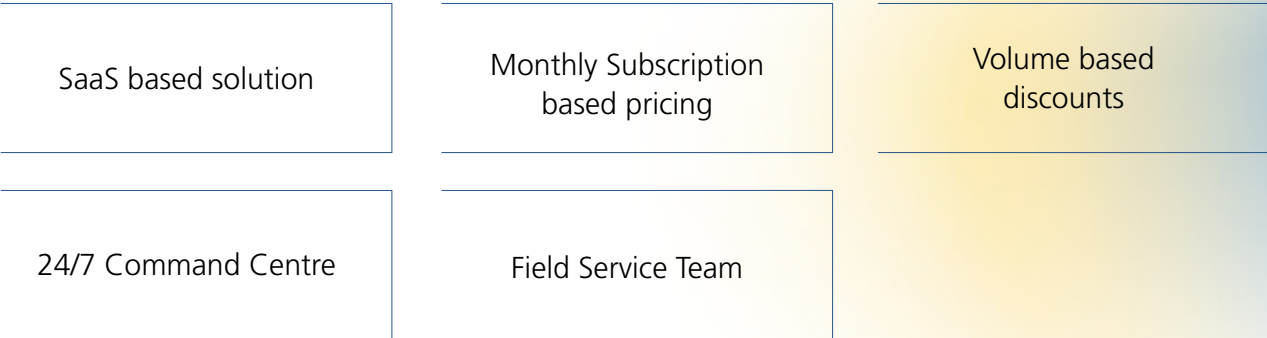 SaaS based solution
Monthly Subscription
based pricing
Volume based
discounts
24/7 Command Centre
Field Service Team